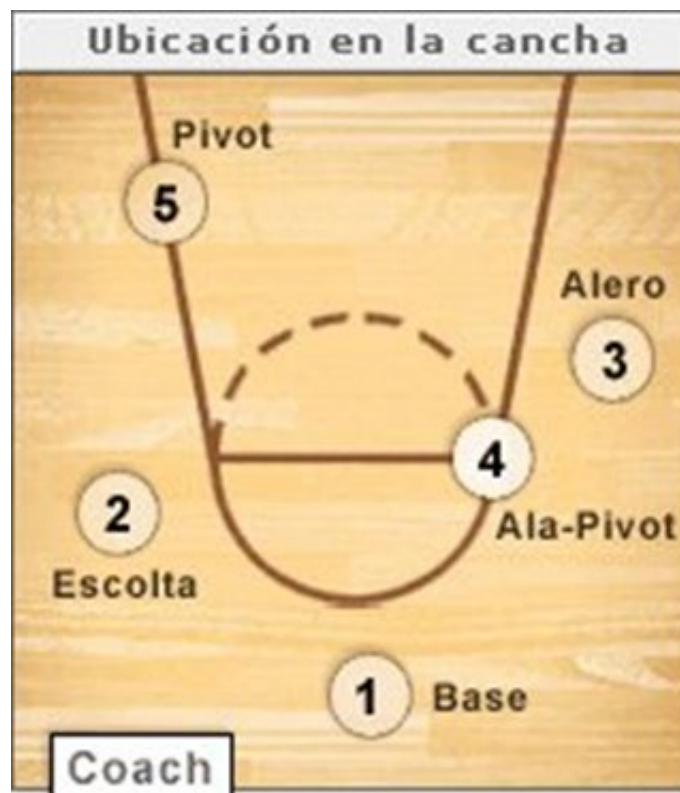 Ubicación en la cancha
Pivot
5
Alero
3
4
Ala-Pivot
2
Escolta
1 Base
Coach